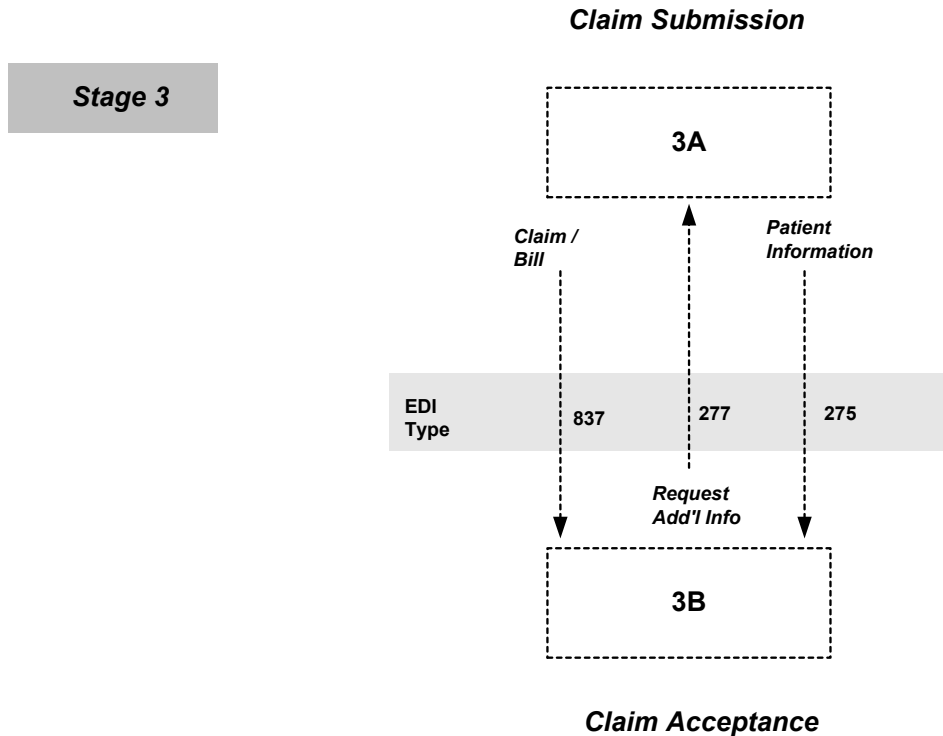 Claim Submission
Stage 3
3A
Claim /
Bill
Patient
Information
EDI
Type
837
277
275
Request
Add'l Info
3B
Claim Acceptance